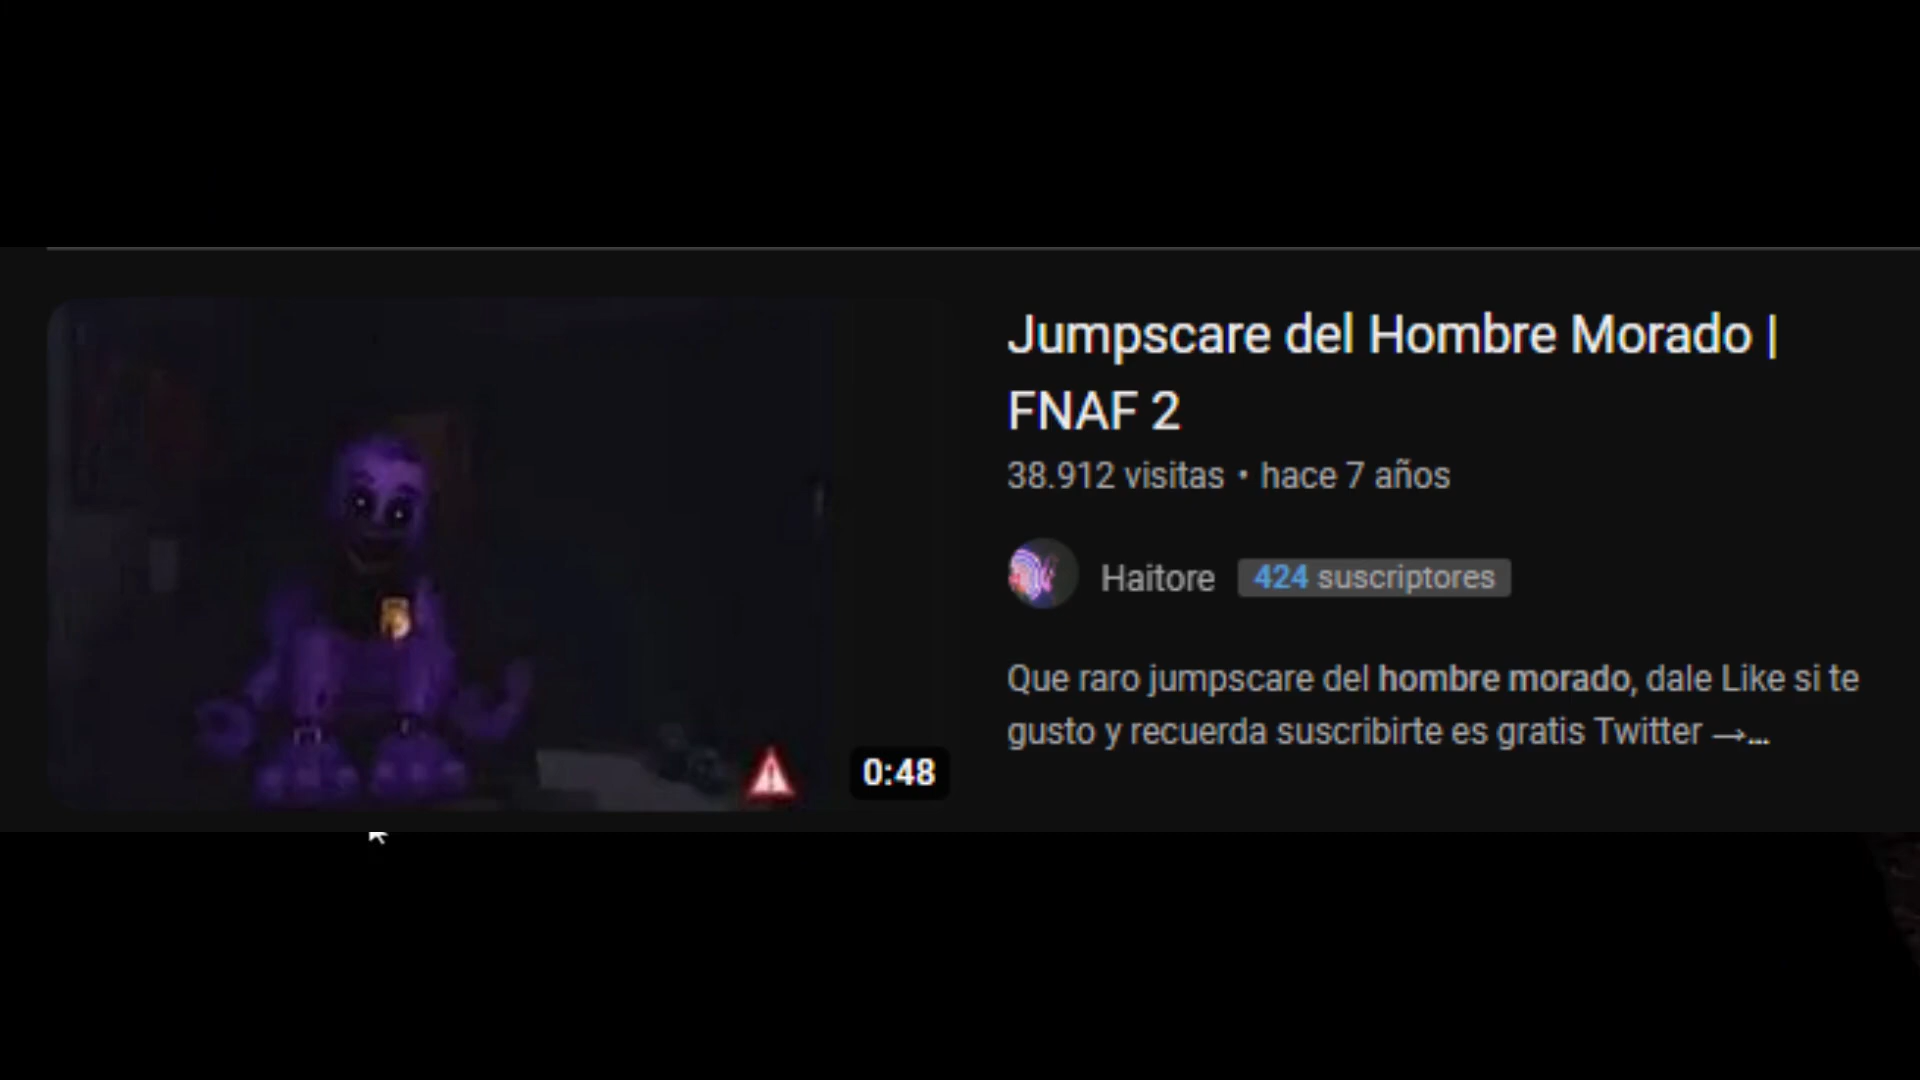 Jumpscare del Hombre Morado |
FNAF 2
38.912 visitas • hace 7 años
Haitore 424 suscriptores
Que raro jumpscare del hombre morado, dale Like si te
gusto y recuerda suscribirte es gratis Twitter →...
0:48